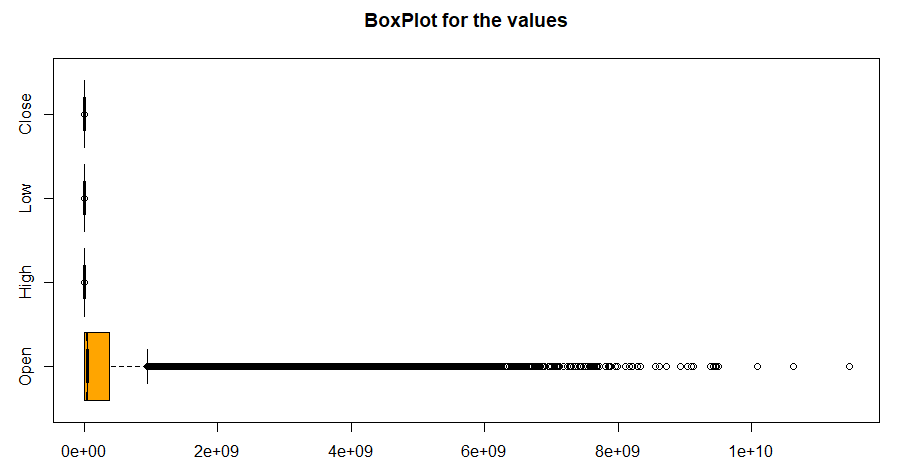 BoxPlot for the values
Close
Low
High
Open
0e+00 2e+09 4e+09 6e+09 8e+09 1e+10